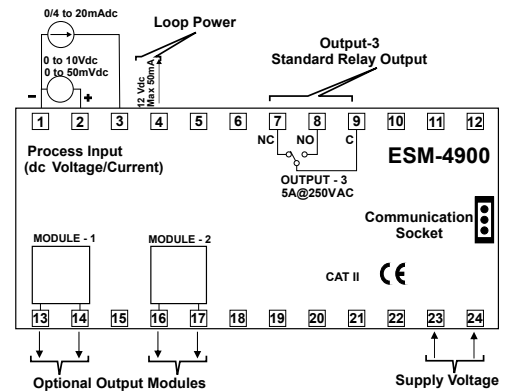 0/4 to 20mAdc
Loop Power
Output-3
Standard Relay Output
0 to 10Vdc
0 to 50mVdc
- +
12 Vdc
Max 50mA
1 2 3 4 5 6 7 8 9 10 11 12
NC NO C
Process Input
(dc Voltage/Current)
ESM-4900
OUTPUT - 3
5A@250VAC
Communication
Socket
MODULE - 1
MODULE - 2
CAT II CE
13 14 15 16 17 18 19 20 21 22 23 24
Optional Output Modules
Supply Voltage